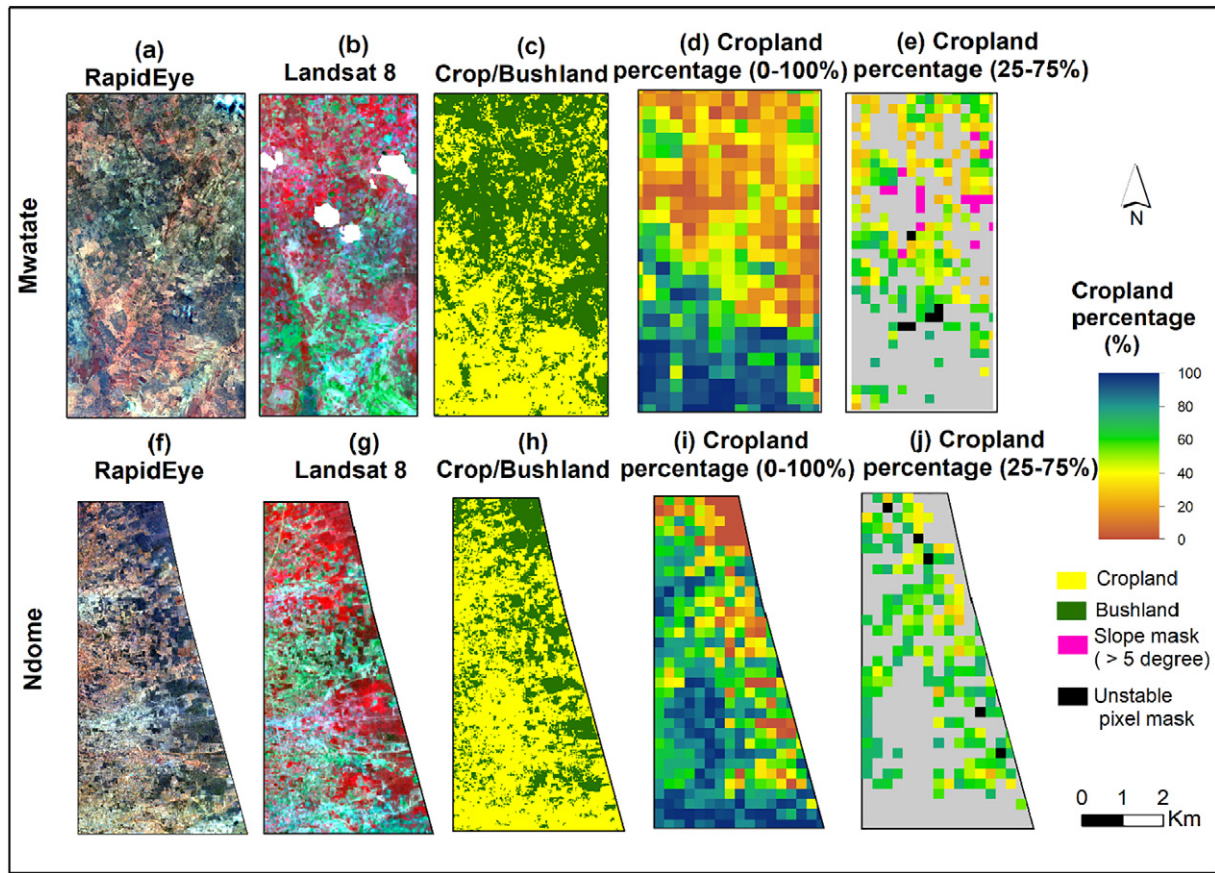 (a)
RapidEye
(b)
Landsat 8
(c)
Crop/Bushland
(d) Cropland
percentage (0-100%)
(e) Cropland
percentage (25-75%)
Mwatate
N
Cropland
percentage
(%)
100
80
60
40
20
0
(f)
RapidEye
(g)
Landsat 8
(h)
Crop/Bushland
(i) Cropland
percentage (0-100%)
(j) Cropland
percentage (25-75%)
Ndome
Cropland
Bushland
Slope mask
( > 5 degree)
Unstable
pixel mask
0 1 2
Km